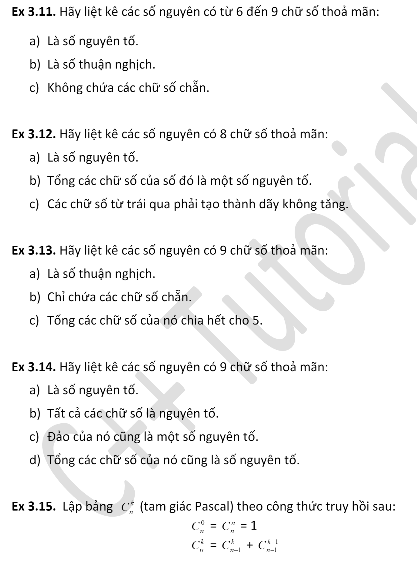 Ex 3.11. Hãy liệt kê các số nguyên có từ 6 đến 9 chữ số thoả mãn:
a) Là số nguyên tố.
b) Là số thuận nghịch.
c) Không chứa các chữ số chẵn.
Ex 3.12. Hãy liệt kê các số nguyên có 8 chữ số thoả mãn:
a) Là số nguyên tố.
b) Tổng các chữ số của số đó là một số nguyên tố.
c) Các chữ số từ trái qua phải tạo thành dãy không tăng.
Ex 3.13. Hãy liệt kê các số nguyên có 9 chữ số thoả mãn:
a) Là số thuận nghịch.
b) Chỉ chứa các chữ số chẵn.
c) Tổng các chữ số của nó chia hết cho 5.
Ex 3.14. Hãy liệt kê các số nguyên có 9 chữ số thoả mãn:
a) Là số nguyên tố.
b) Tất cả các chữ số là nguyên tố.
c) Đảo của nó cũng là một số nguyên tố.
d) Tổng các chữ số của nó cũng là số nguyên tố.
Ex 3.15. Lập bảng C_n^k (tam giác Pascal) theo công thức truy hồi sau:
C_n^0 = C_n^n = 1
C_n^k = C_{n-1}^k + C_{n-1}^{k-1}
C++ Tutorial